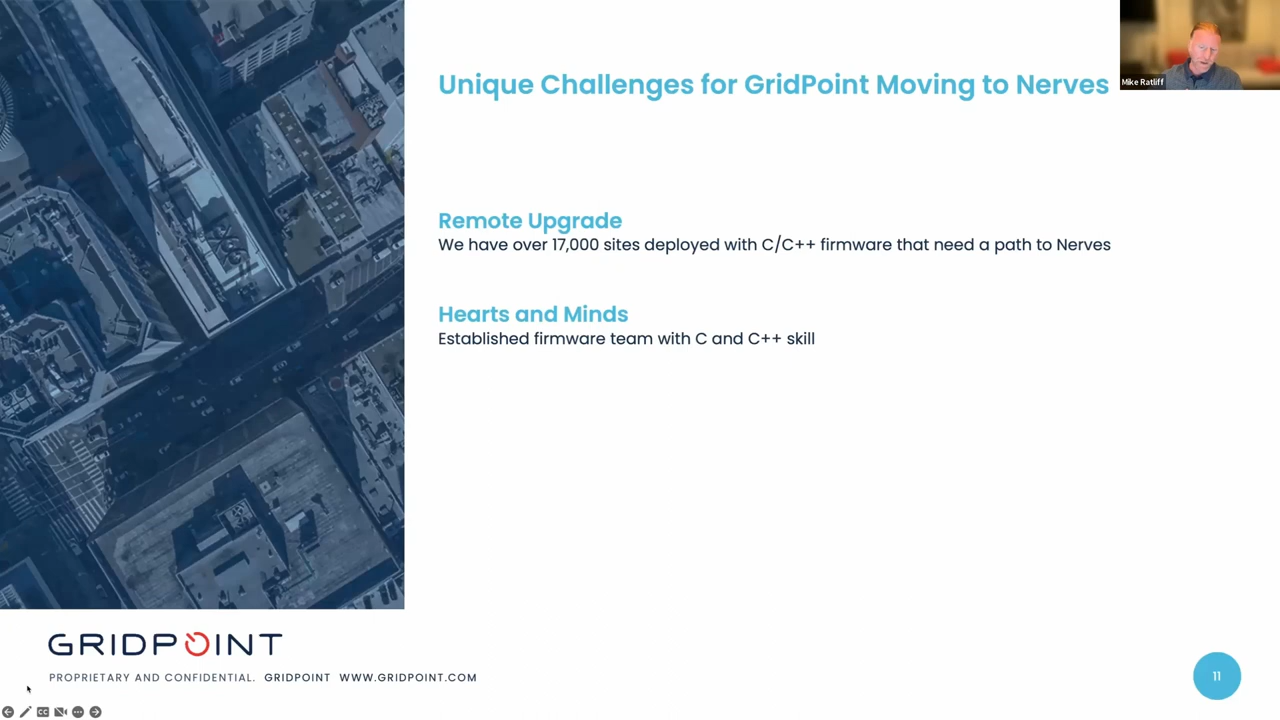 Unique Challenges for GridPoint Moving to Nerves
Mike Ratliff
Remote Upgrade
We have over 17,000 sites deployed with C/C++ firmware that need a path to Nerves
Hearts and Minds
Established firmware team with C and C++ skill
GRIDPOINT
PROPRIETARY AND CONFIDENTIAL. GRIDPOINT WWW.GRIDPOINT.COM
11
CC